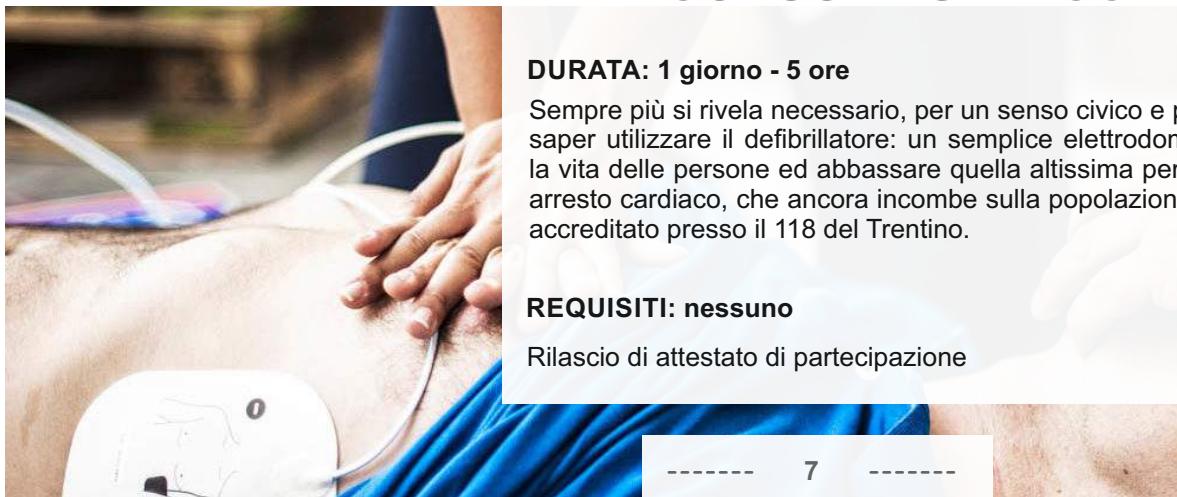 DURATA: 1 giorno - 5 ore
Sempre più si rivela necessario, per un senso civico e
saper utilizzare il defibrillatore: un semplice
la vita delle persone ed abbassare quella altissima
arresto cardiaco, che ancora incombe sulla
accreditato presso il 118 del Trentino.
REQUISITI: nessuno
Rilascio di attestato di partecipazione
------- 7 -------